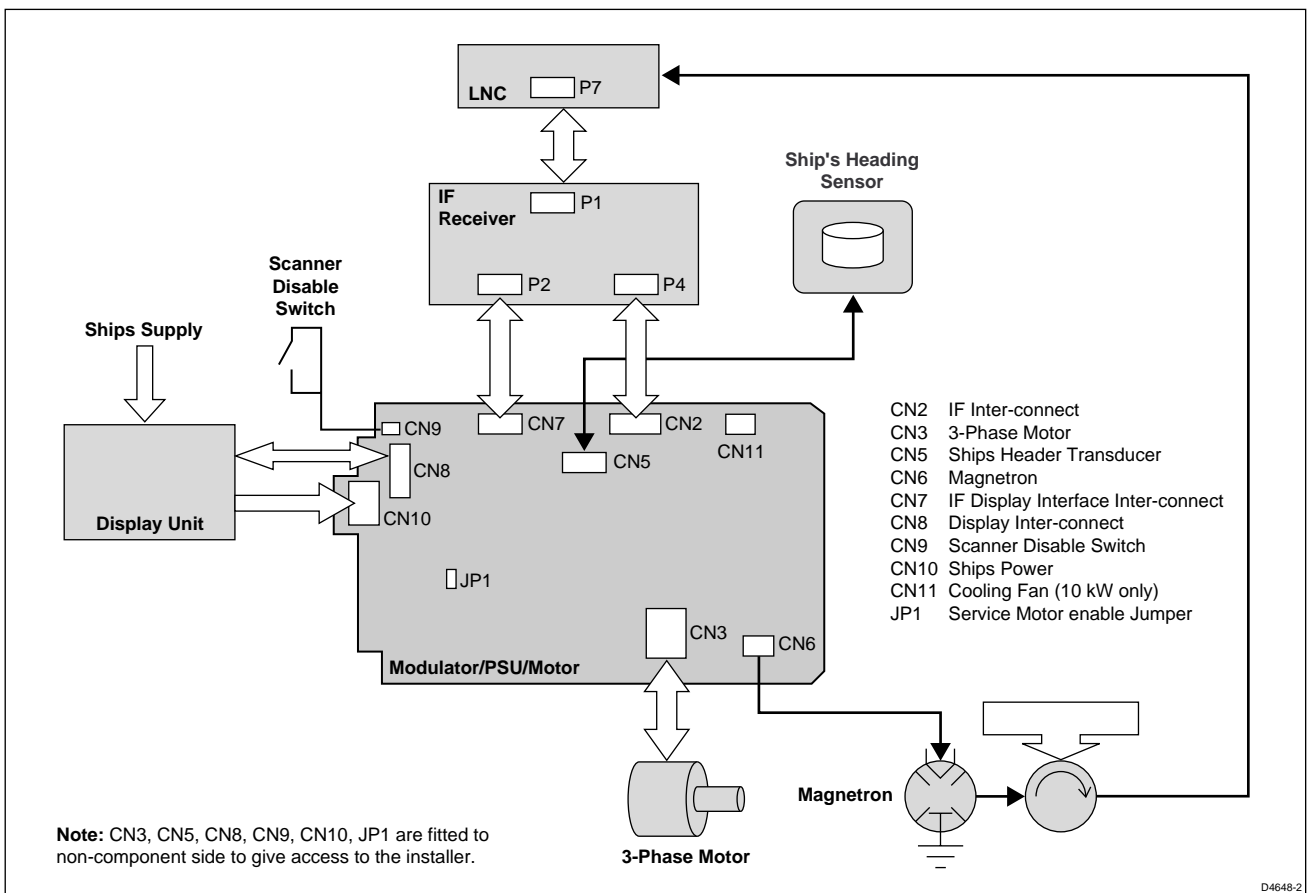 LNC
P7
Ship's Heading
Sensor
IF
Receiver
P1
P2
P4
Scanner
Disable
Switch
Ships Supply
CN9
CN7
CN2
CN11
CN8
CN5
CN10
Display Unit
JP1
CN3
CN6
Modulator/PSU/Motor
CN2 IF Inter-connect
CN3 3-Phase Motor
CN5 Ships Header Transducer
CN6 Magnetron
CN7 IF Display Interface Inter-connect
CN8 Display Inter-connect
CN9 Scanner Disable Switch
CN10 Ships Power
CN11 Cooling Fan (10 kW only)
JP1 Service Motor enable Jumper
Magnetron
3-Phase Motor
Note: CN3, CN5, CN8, CN9, CN10, JP1 are fitted to
non-component side to give access to the installer.
D4648-2